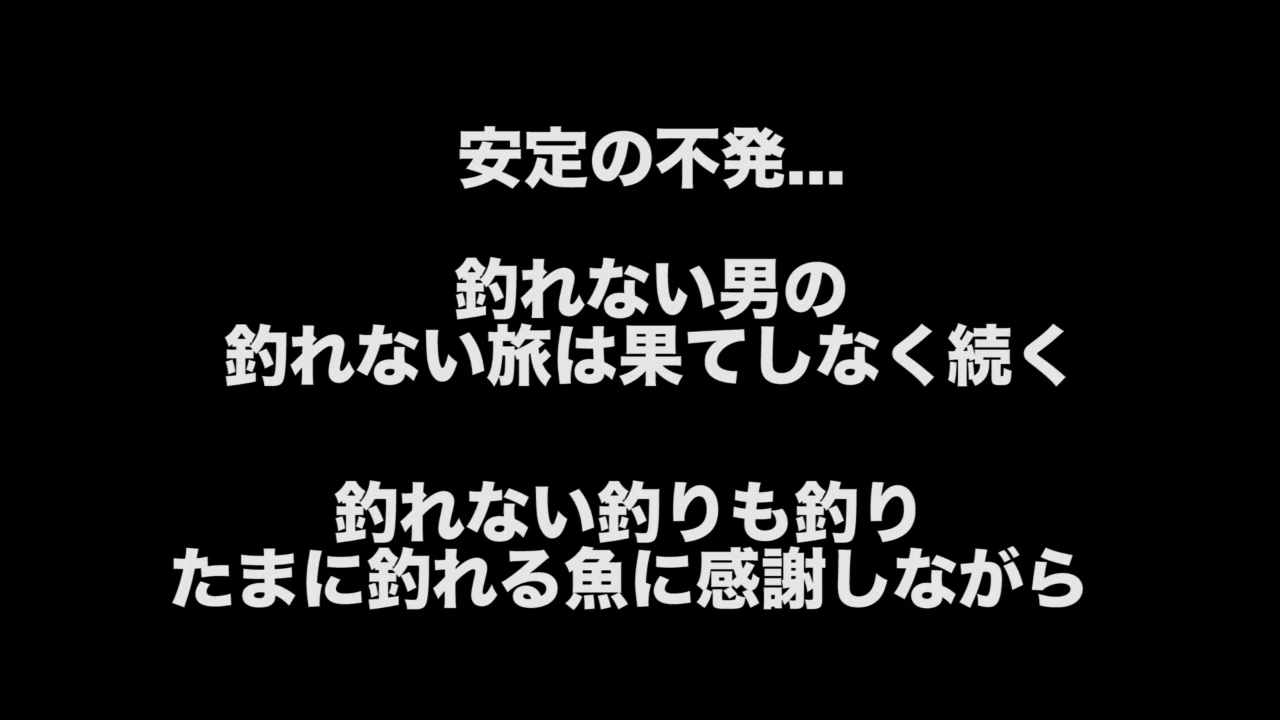 安定の不発...
釣れない男の
釣れない旅は果てしなく続く
釣れない釣りも釣り
たまに釣れる魚に感謝しながら